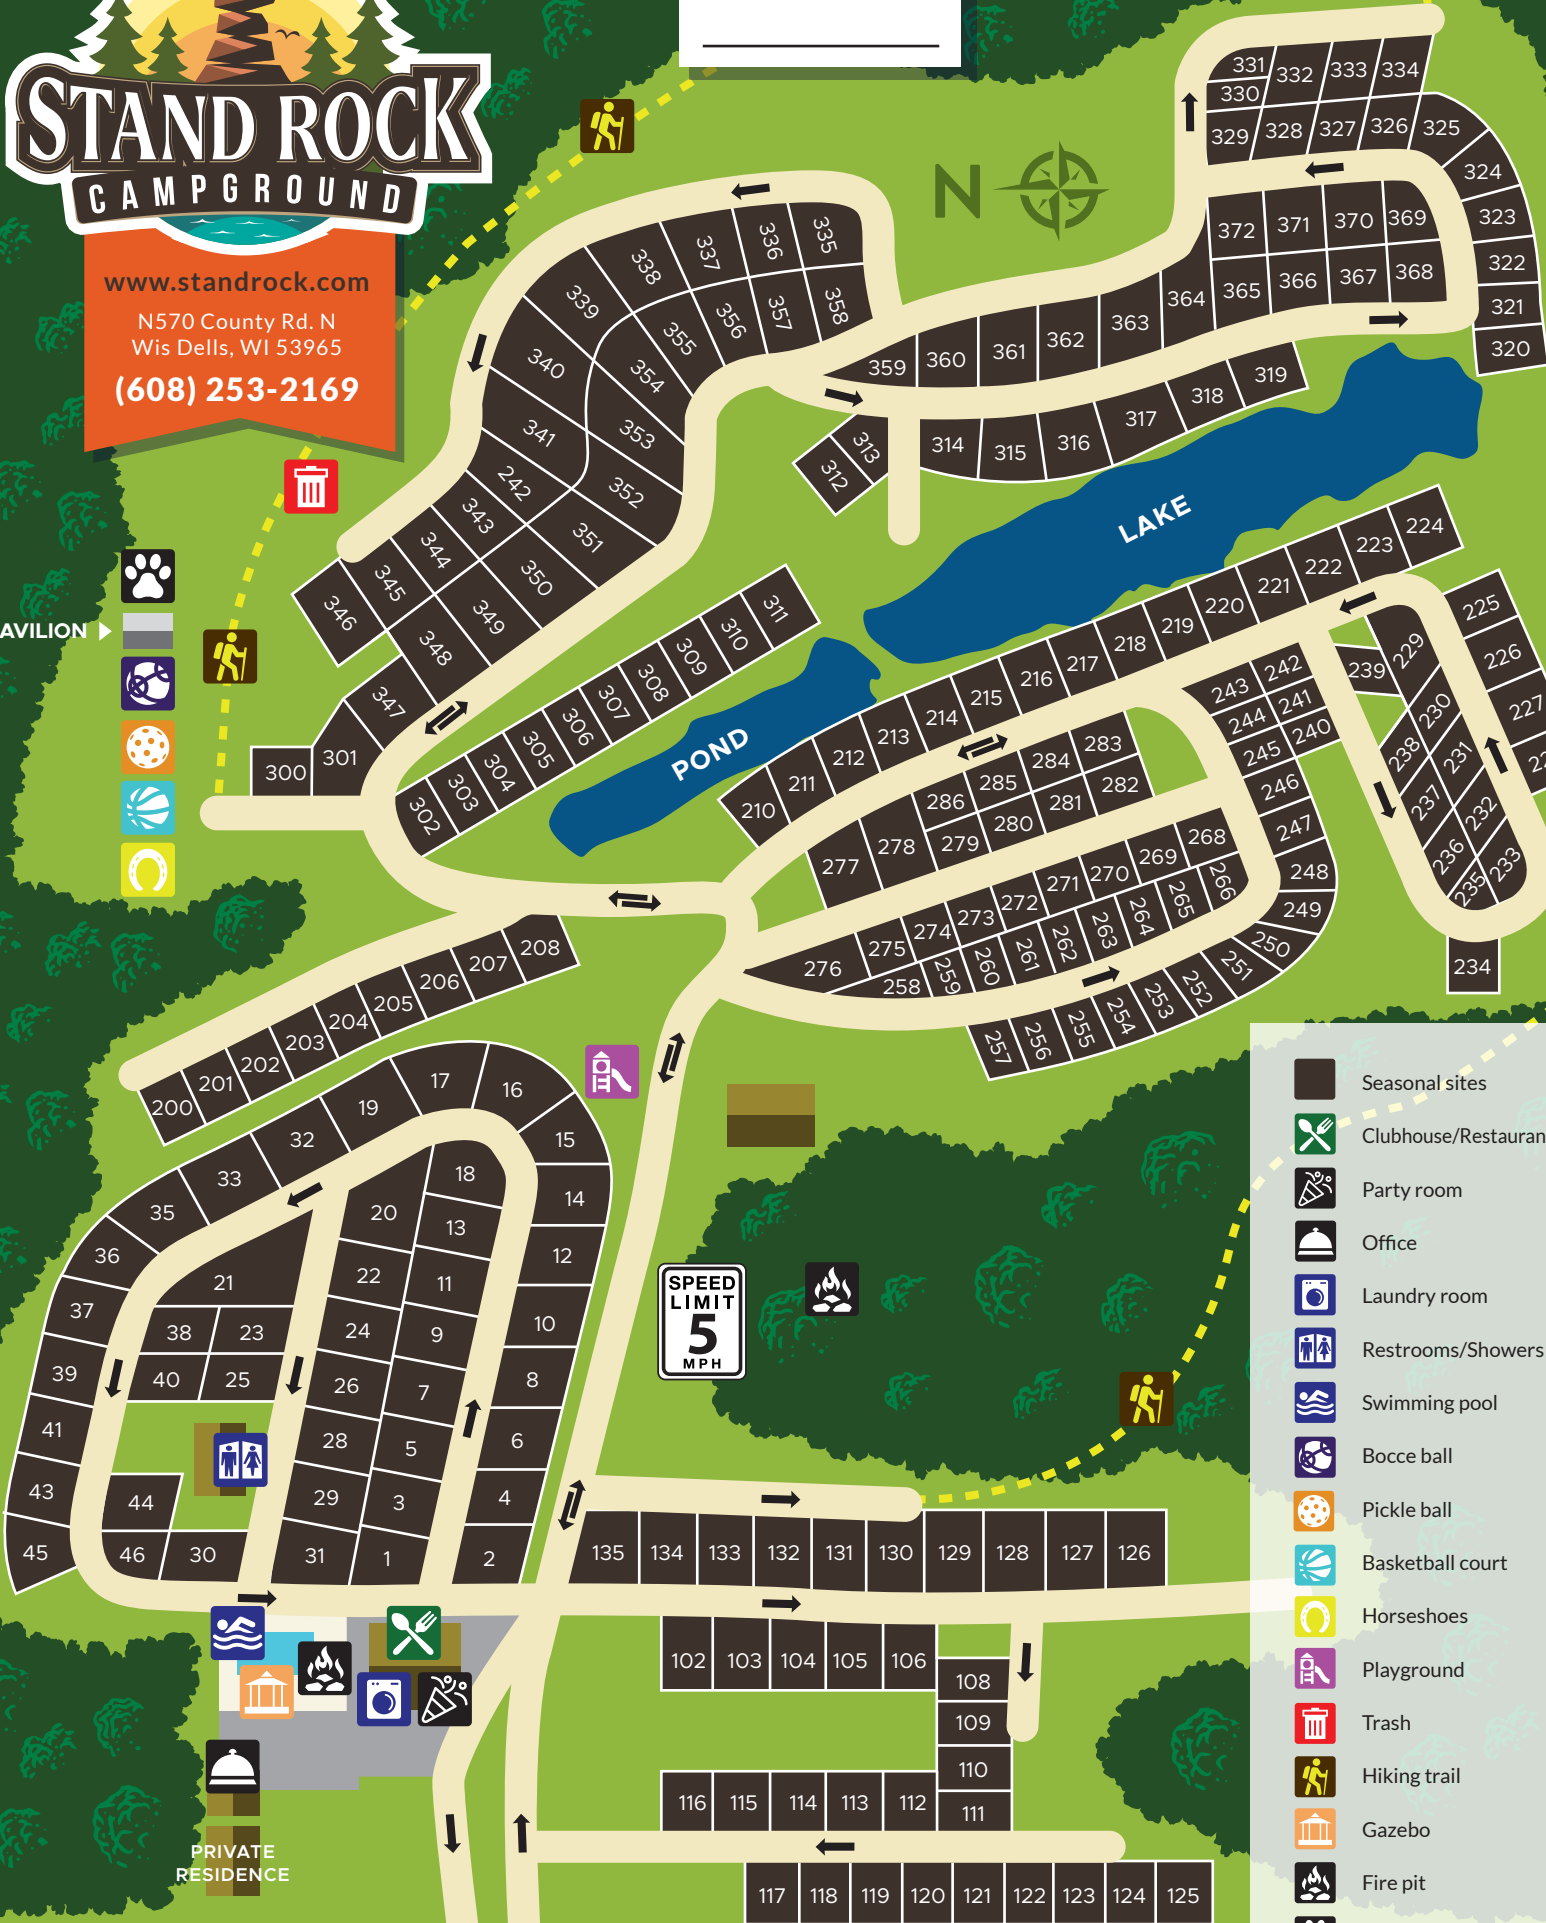 STAND ROCK
CAMPGROUND
www.standrock.com
N570 County Rd. N
Wis Dells, WI 53965
(608) 253-2169
N
331 332 333 334
330
329 328 327 326 325
324
372 371 370 369 323
365 366 367 368 322
321
320
335 336 337 338 339
340 341 242 343 344 345 346
358 357 356 355 354 353 352 351 350 349 348 347
359 360 361 362 363 364
312 313 314 315 316 317 318 319
LAKE
AVILION
300 301
302 303 304 305 306 307 308 309 310 311
POND
210 211 212 213 214 215 216 217 218 219 220 221 222 223 224
225
226
227
22
229 230 231 232 233
239 238 237 236 235
234
243 242
244 241
245 240
246
247
248
249
250
251
252
253
254
255
256
257
277 278 286 285 284 283
279 280 281 282
276 275 274 273 272 271 270 269 268
258 259 260 261 262 263 264 265 266
200 201 202 203 204 205 206 207 208
17 16
19 15
32 18 14
33 20 13 12
35
36 21 22 11
37 38 23 24 9 10
39 40 25 26 7 8
41 28 5 6
43 44 29 3 4
45 46 30 31 1 2
SPEED
LIMIT
5
MPH
135 134 133 132 131 130 129 128 127 126
102 103 104 105 106
108
109
110
111
116 115 114 113 112
117 118 119 120 121 122 123 124 125
PRIVATE
RESIDENCE
Seasonal sites
Clubhouse/Restauran
Party room
Office
Laundry room
Restrooms/Showers
Swimming pool
Bocce ball
Pickle ball
Basketball court
Horseshoes
Playground
Trash
Hiking trail
Gazebo
Fire pit